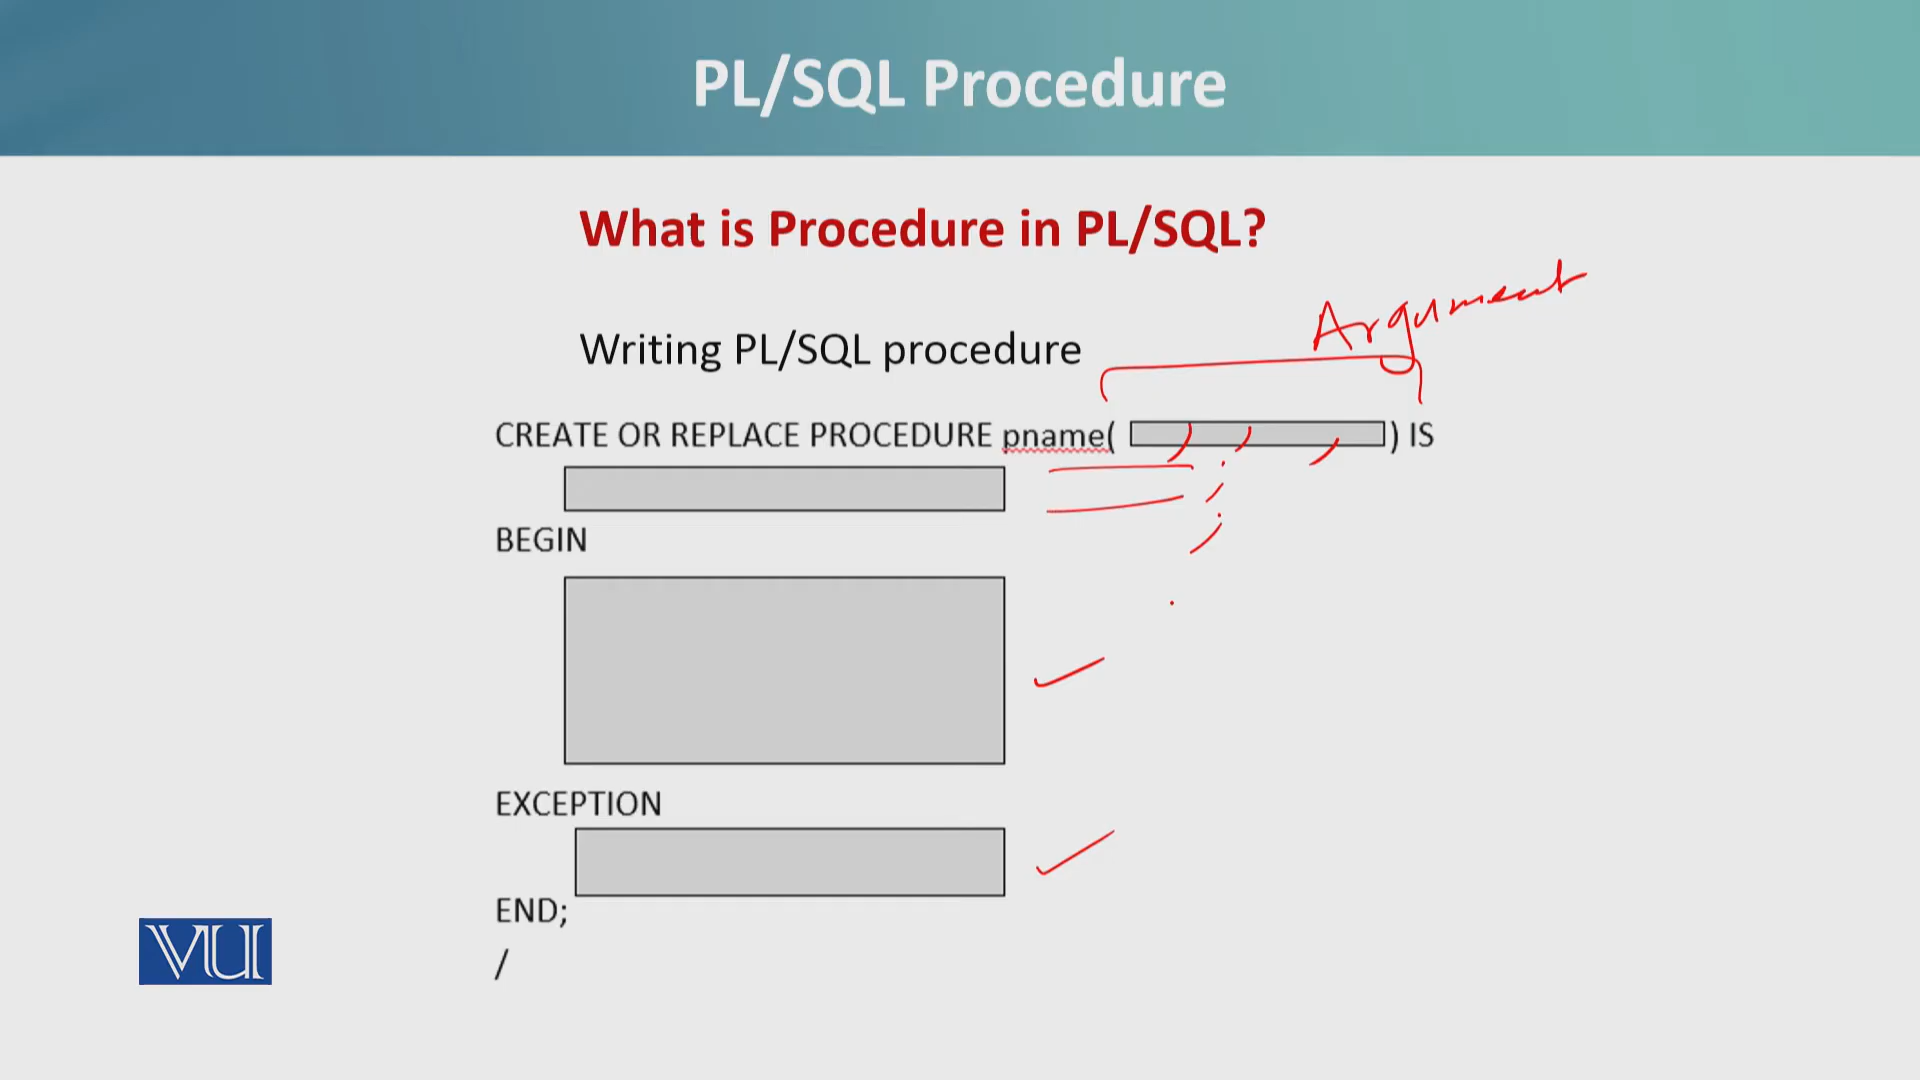 PL/SQL Procedure
What is Procedure in PL/SQL?
Argument
Writing PL/SQL procedure
CREATE OR REPLACE PROCEDURE pname( , , , ) IS
;
;
BEGIN
EXCEPTION
END;
/
VU